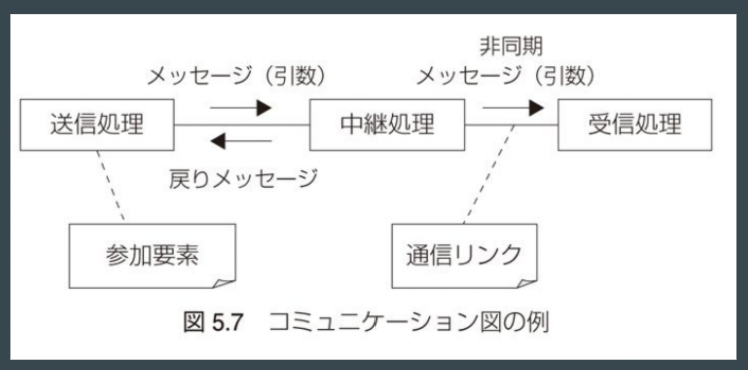 非同期
メッセージ（引数）
メッセージ（引数）
送信処理
中継処理
受信処理
戻りメッセージ
参加要素
通信リンク
図 5.7 コミュニケーション図の例